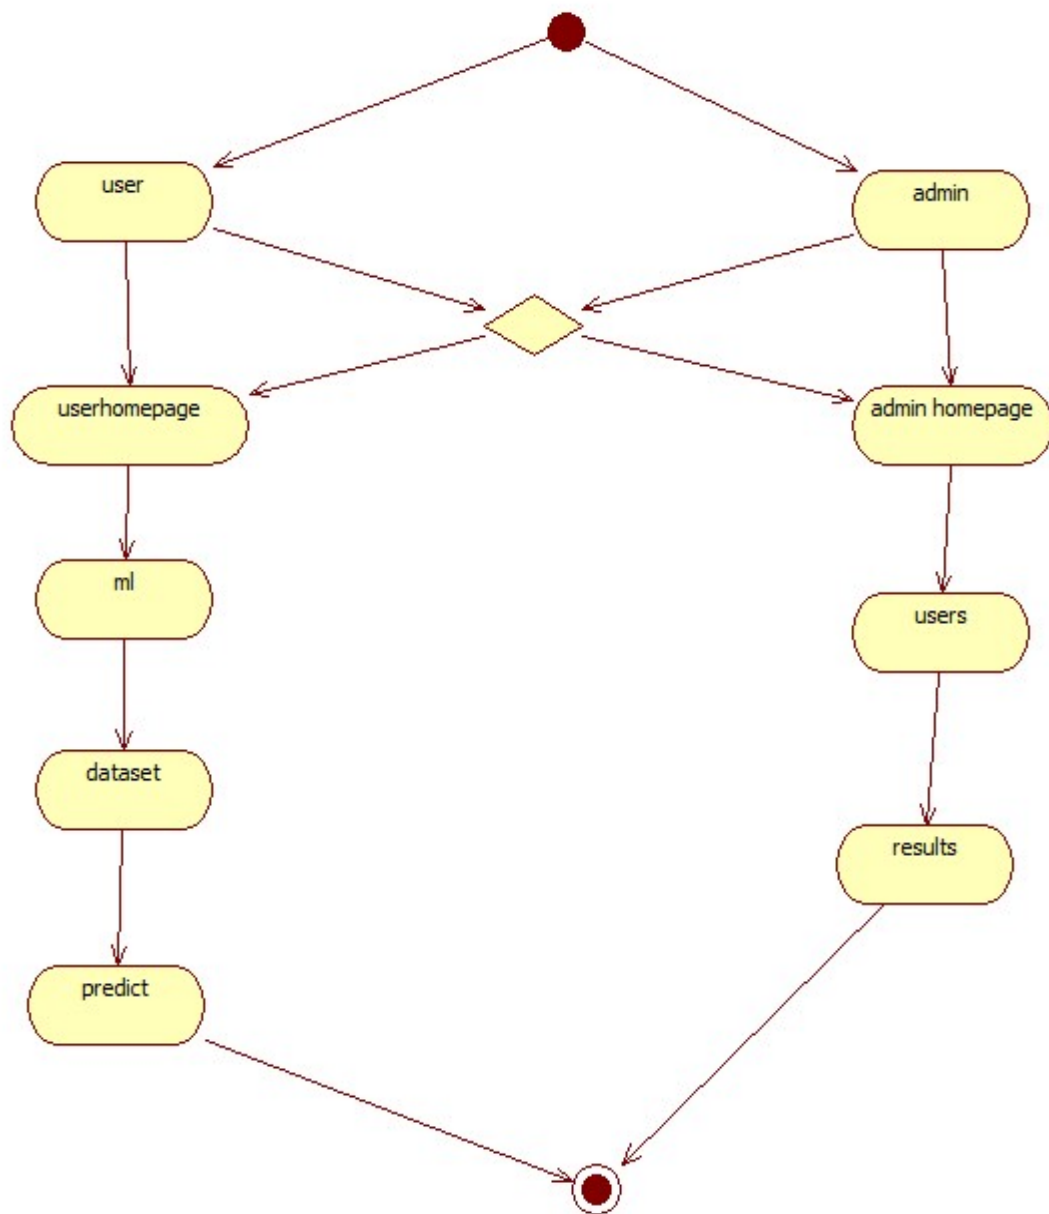 user
admin
userhomepage
admin homepage
ml
users
dataset
results
predict